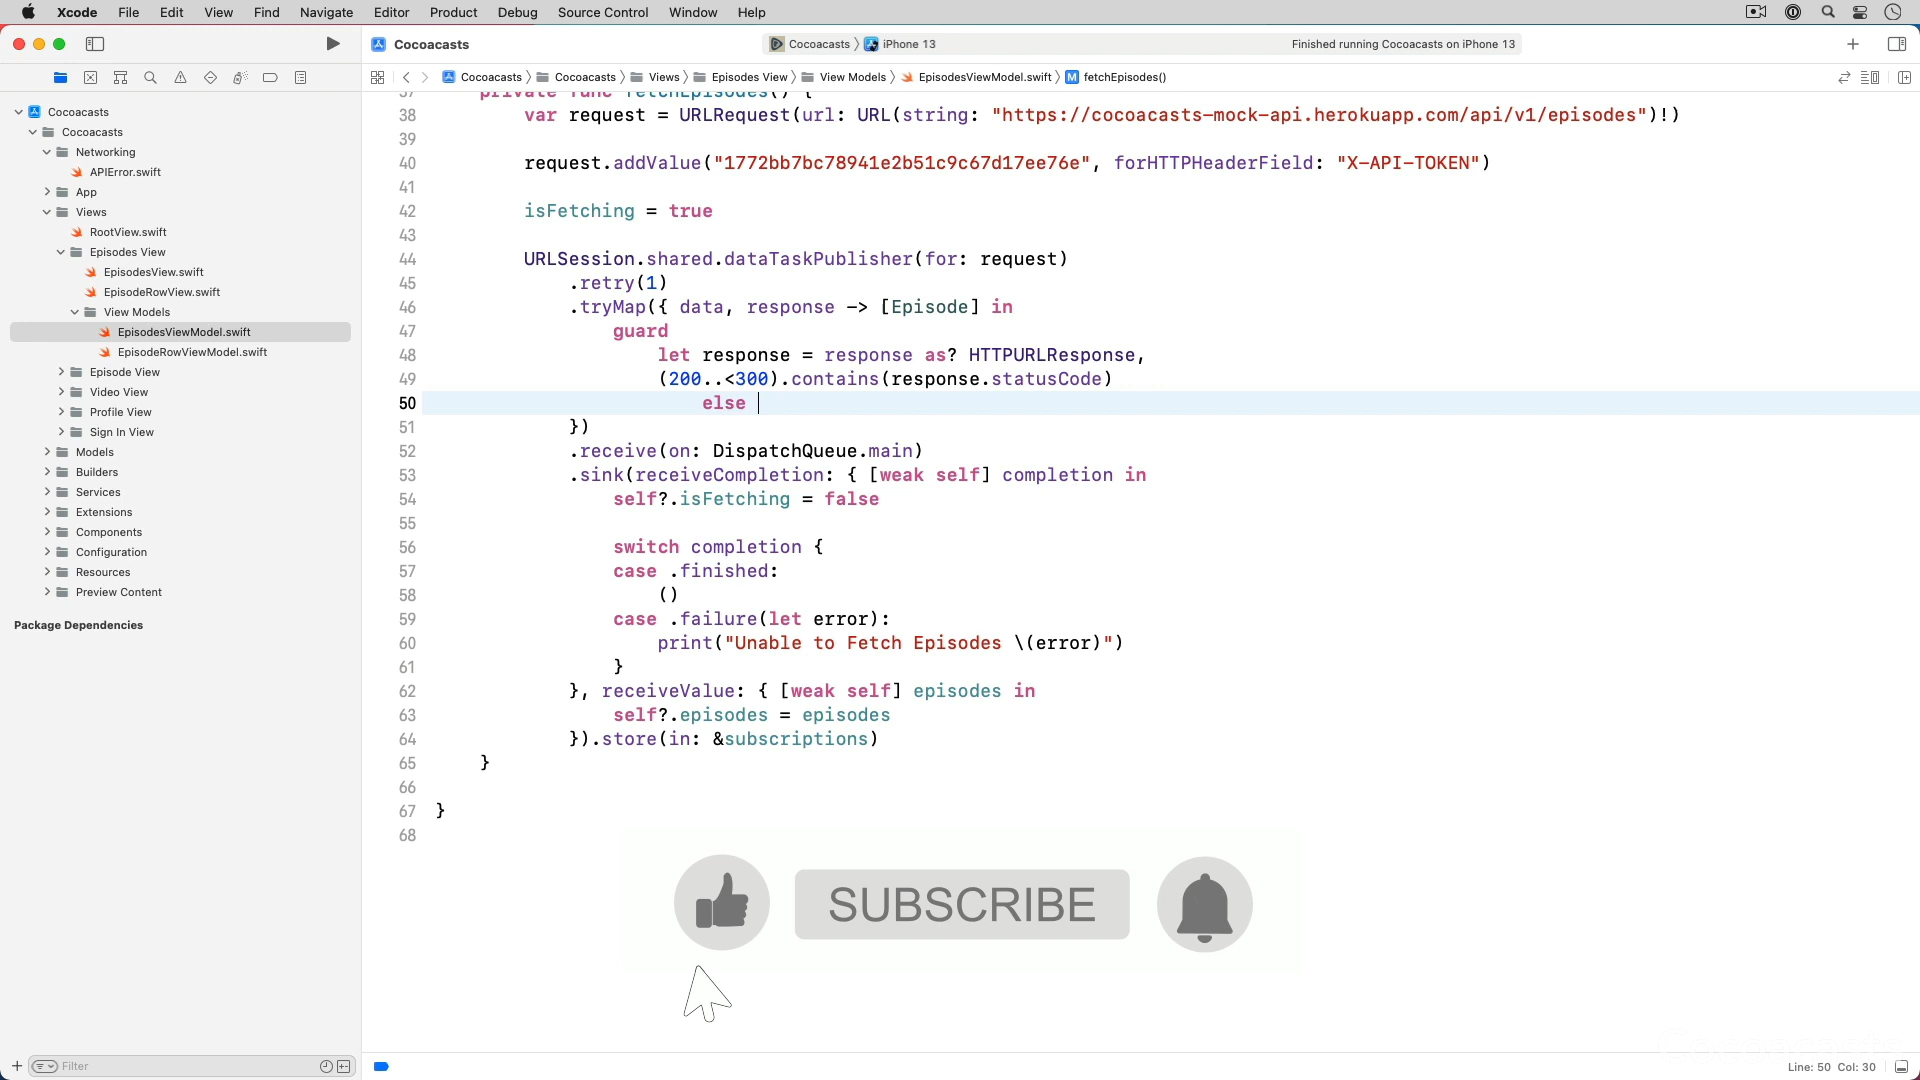 Xcode File Edit View Find Navigate Editor Product Debug Source Control Window Help
Cocoacasts
Cocoacasts iPhone 13
Finished running Cocoacasts on iPhone 13
Cocoacasts Cocoacasts Views Episodes View View Models EpisodesViewModel.swift M fetchEpisodes()
Cocoacasts
Cocoacasts
Networking
APIError.swift
App
Views
RootView.swift
Episodes View
EpisodesView.swift
EpisodeRowView.swift
View Models
EpisodesViewModel.swift
EpisodeRowViewModel.swift
Episode View
Video View
Profile View
Sign In View
Models
Builders
Services
Extensions
Components
Configuration
Resources
Preview Content
Package Dependencies
Filter
37 private func fetchEpisodes() {
38 var request = URLRequest(url: URL(string: "https://cocoacasts-mock-api.herokuapp.com/api/v1/episodes")!)
39
40 request.addValue("1772bb7bc78941e2b51c9c67d17ee76e", forHTTPHeaderField: "X-API-TOKEN")
41
42 isFetching = true
43
44 URLSession.shared.dataTaskPublisher(for: request)
45 .retry(1)
46 .tryMap({ data, response -> [Episode] in
47 guard
48 let response = response as? HTTPURLResponse,
49 (200..<300).contains(response.statusCode)
50 else
51 })
52 .receive(on: DispatchQueue.main)
53 .sink(receiveCompletion: { [weak self] completion in
54 self?.isFetching = false
55
56 switch completion {
57 case .finished:
58 ()
59 case .failure(let error):
60 print("Unable to Fetch Episodes \(error)")
61 }
62 }, receiveValue: { [weak self] episodes in
63 self?.episodes = episodes
64 }).store(in: &subscriptions)
65 }
66
67 }
68
SUBSCRIBE
Line: 50 Col: 30